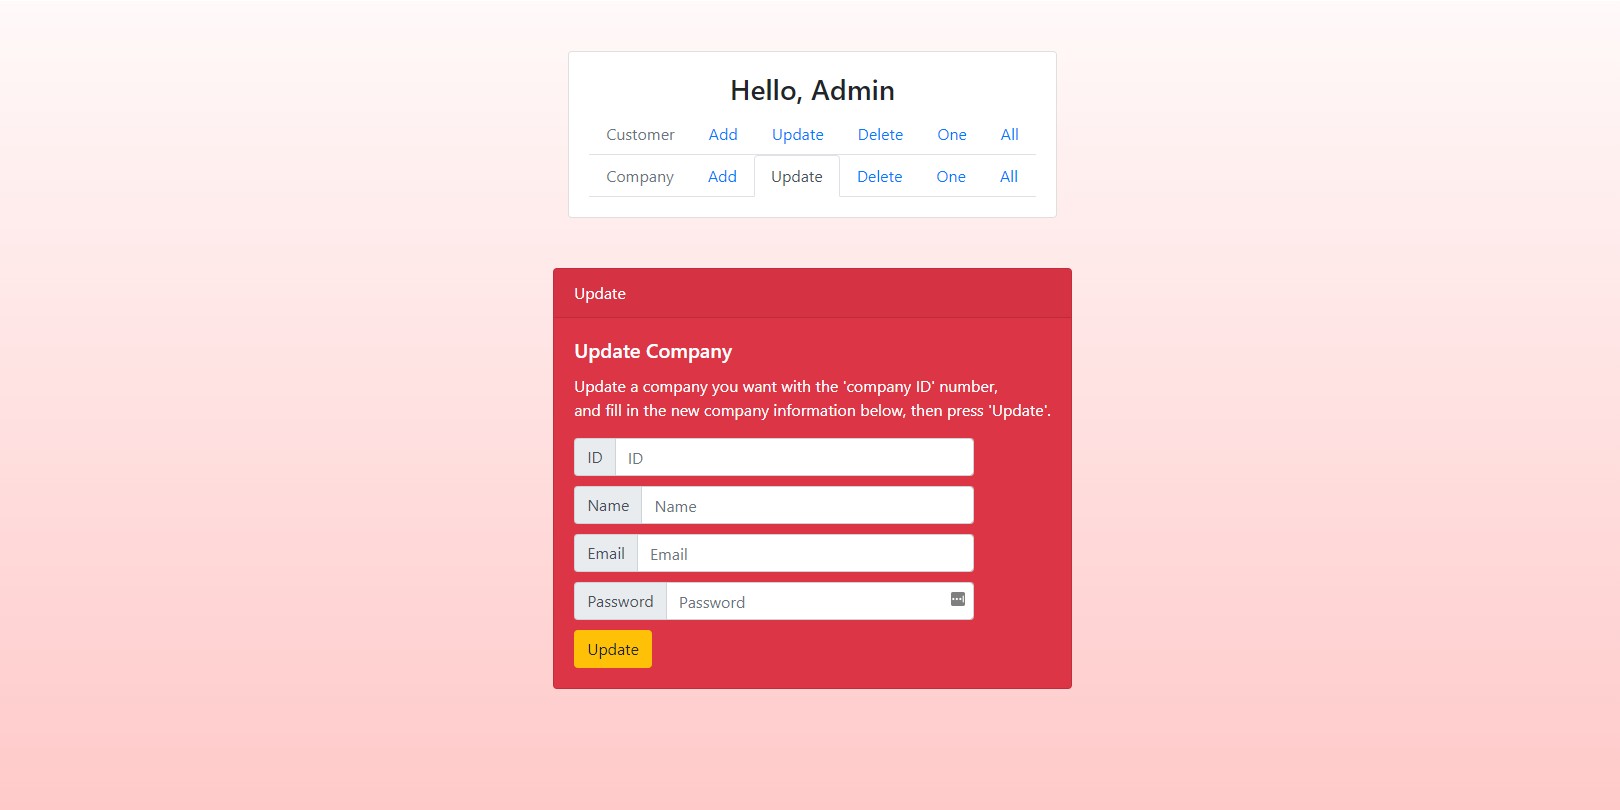 Hello, Admin
Customer Add Update Delete One All
Company Add Update Delete One All
Update
Update Company
Update a company you want with the 'company ID' number,
and fill in the new company information below, then press 'Update'.
ID ID
Name Name
Email Email
Password Password
Update